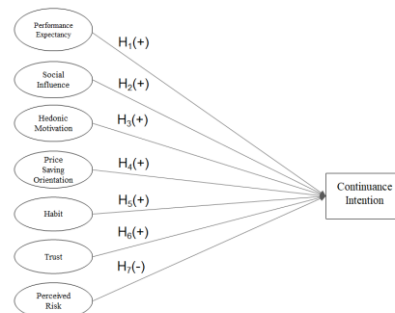 Performance
Expectancy
H₁(+)
Social
Influence
H₂(+)
Hedonic
Motivation
H₃(+)
Price
Saving
Orientation
H₄(+)
Habit
H₅(+)
Trust
H₆(+)
Perceived
Risk
H₇(-)
Continuance
Intention